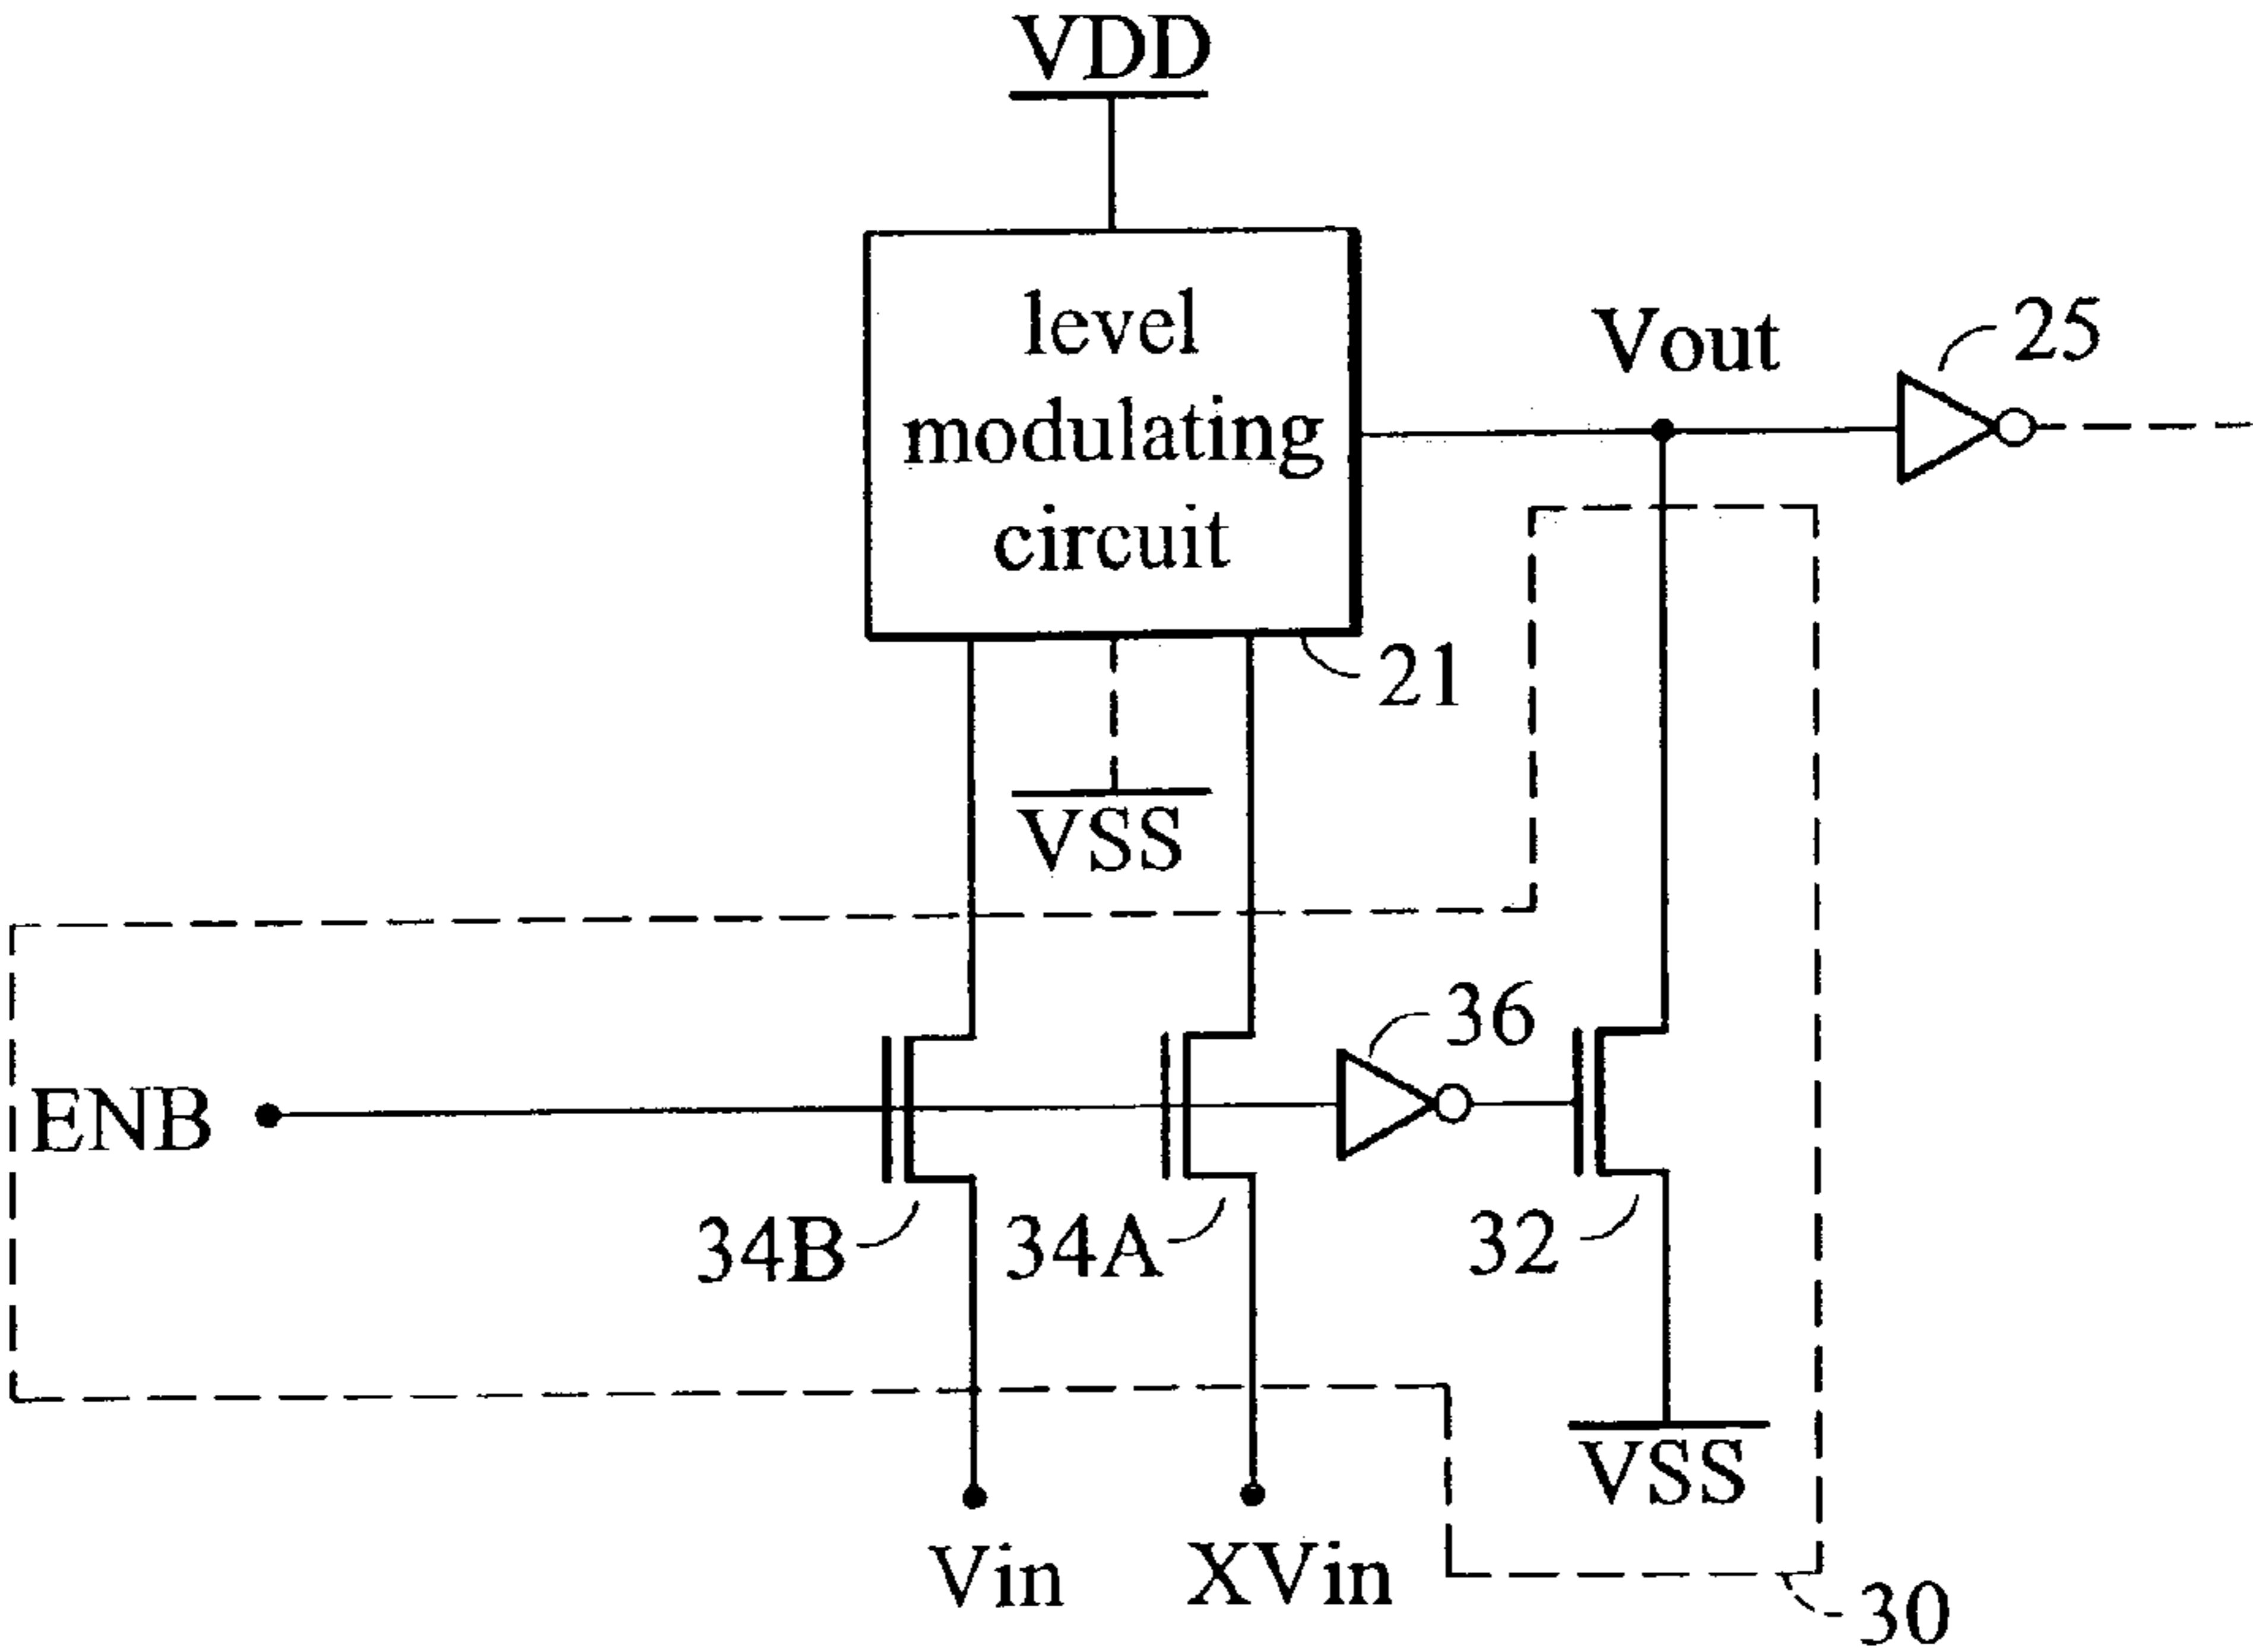 VDD
level
modulating
circuit
Vout
25
21
VSS
36
ENB
34B
34A
32
VSS
Vin
XVin
30